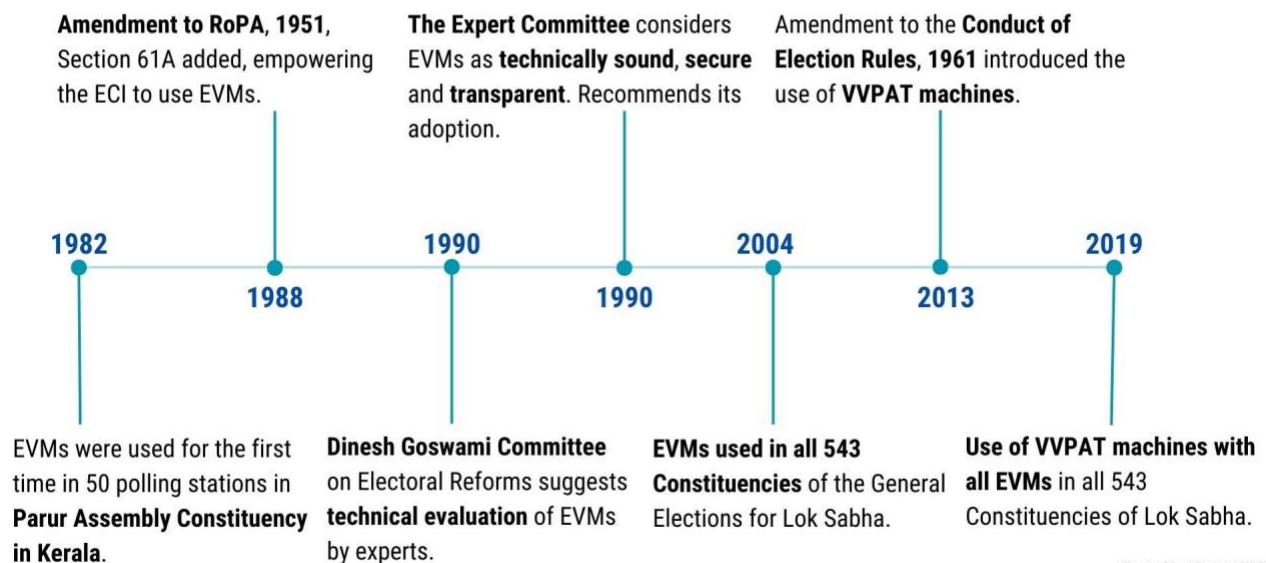 Amendment to RoPA, 1951,
Section 61A added, empowering
the ECI to use EVMs.
The Expert Committee considers
EVMs as technically sound, secure
and transparent. Recommends its
adoption.
Amendment to the Conduct of
Election Rules, 1961 introduced the
use of VVPAT machines.
1982
1988
1990
1990
2004
2013
2019
EVMs were used for the first
time in 50 polling stations in
Parur Assembly Constituency
in Kerala.
Dinesh Goswami Committee
on Electoral Reforms suggests
technical evaluation of EVMs
by experts.
EVMs used in all 543
Constituencies of the General
Elections for Lok Sabha.
Use of VVPAT machines with
all EVMs in all 543
Constituencies of Lok Sabha.